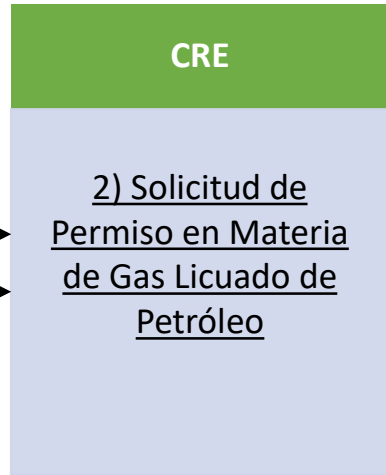 CRE
2) Solicitud de
Permiso en Materia
de Gas Licuado de
Petróleo